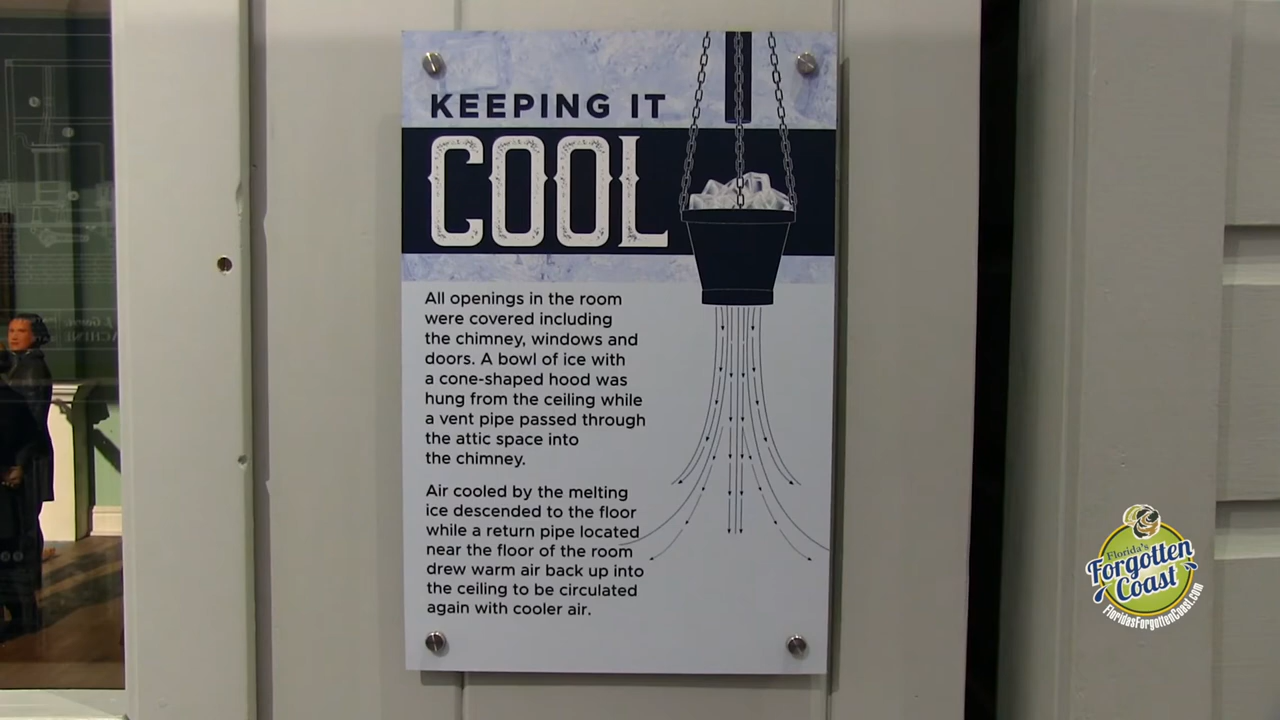 KEEPING IT
COOL
All openings in the room
were covered including
the chimney, windows and
doors. A bowl of ice with
a cone-shaped hood was
hung from the ceiling while
a vent pipe passed through
the attic space into
the chimney.
Air cooled by the melting
ice descended to the floor
while a return pipe located
near the floor of the room
drew warm air back up into
the ceiling to be circulated
again with cooler air.
Florida's
Forgotten
Coast
FloridasForgottenCoast.com